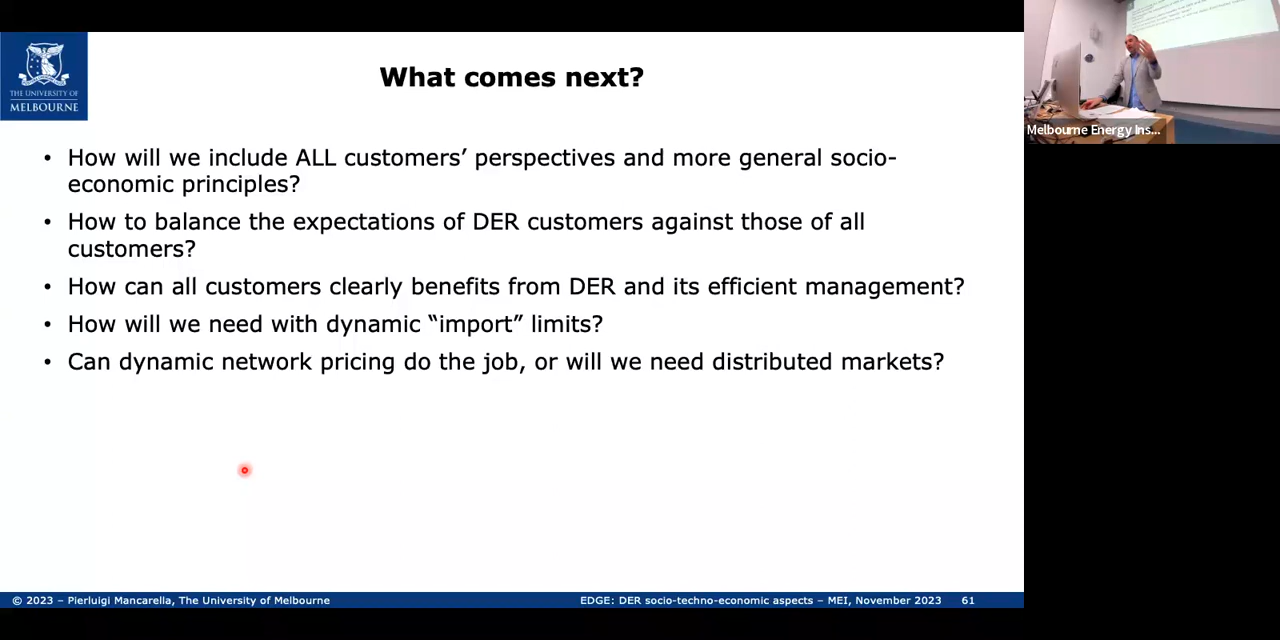 THE UNIVERSITY OF
MELBOURNE
What comes next?
• How will we include ALL customers’ perspectives and more general socio-
economic principles?
• How to balance the expectations of DER customers against those of all
customers?
• How can all customers clearly benefits from DER and its efficient management?
• How will we need with dynamic “import” limits?
• Can dynamic network pricing do the job, or will we need distributed markets?
© 2023 – Pierluigi Mancarella, The University of Melbourne
EDGE: DER socio-techno-economic aspects – MEI, November 2023 61
Melbourne Energy Ins...